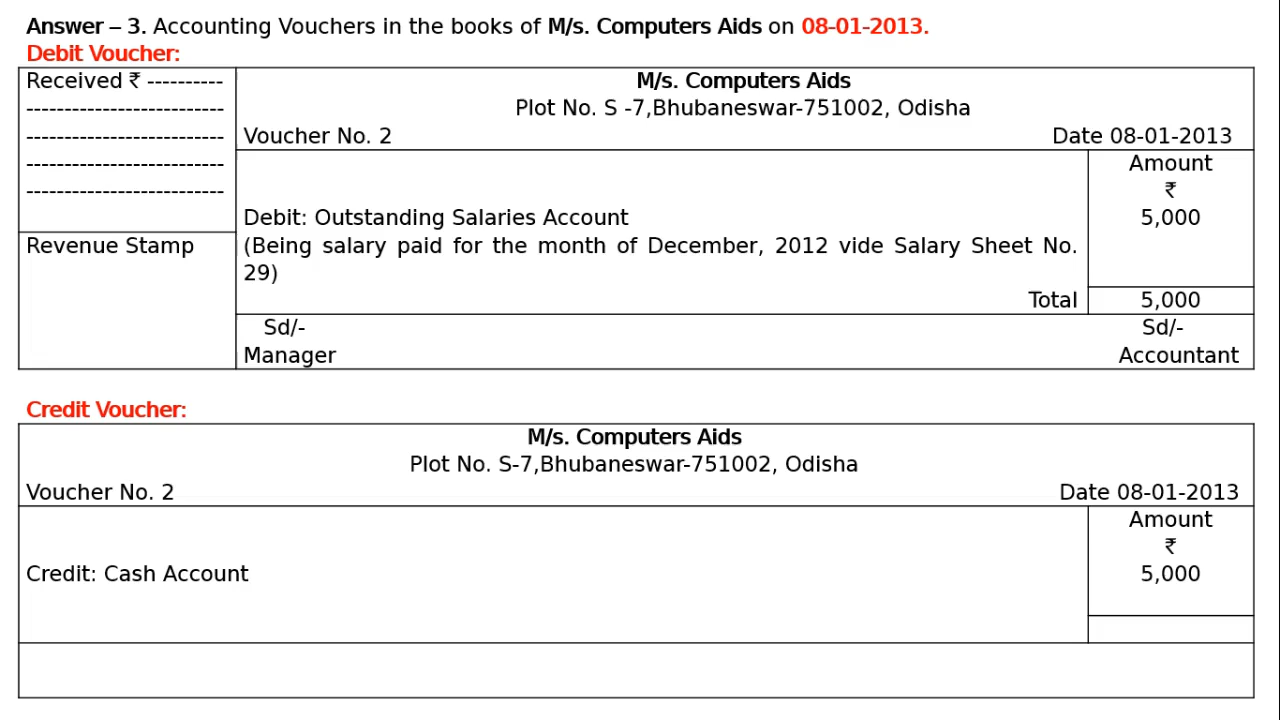 Answer – 3. Accounting Vouchers in the books of M/s. Computers Aids on 08-01-2013.
Debit Voucher:
Received ₹ ----------
--------------------------
--------------------------
--------------------------
--------------------------
Revenue Stamp
M/s. Computers Aids
Plot No. S -7,Bhubaneswar-751002, Odisha
Voucher No. 2 Date 08-01-2013
Amount
₹
Debit: Outstanding Salaries Account 5,000
(Being salary paid for the month of December, 2012 vide Salary Sheet No.
29)
Total 5,000
Sd/- Sd/-
Manager Accountant
Credit Voucher:
M/s. Computers Aids
Plot No. S-7,Bhubaneswar-751002, Odisha
Voucher No. 2 Date 08-01-2013
Amount
₹
Credit: Cash Account 5,000